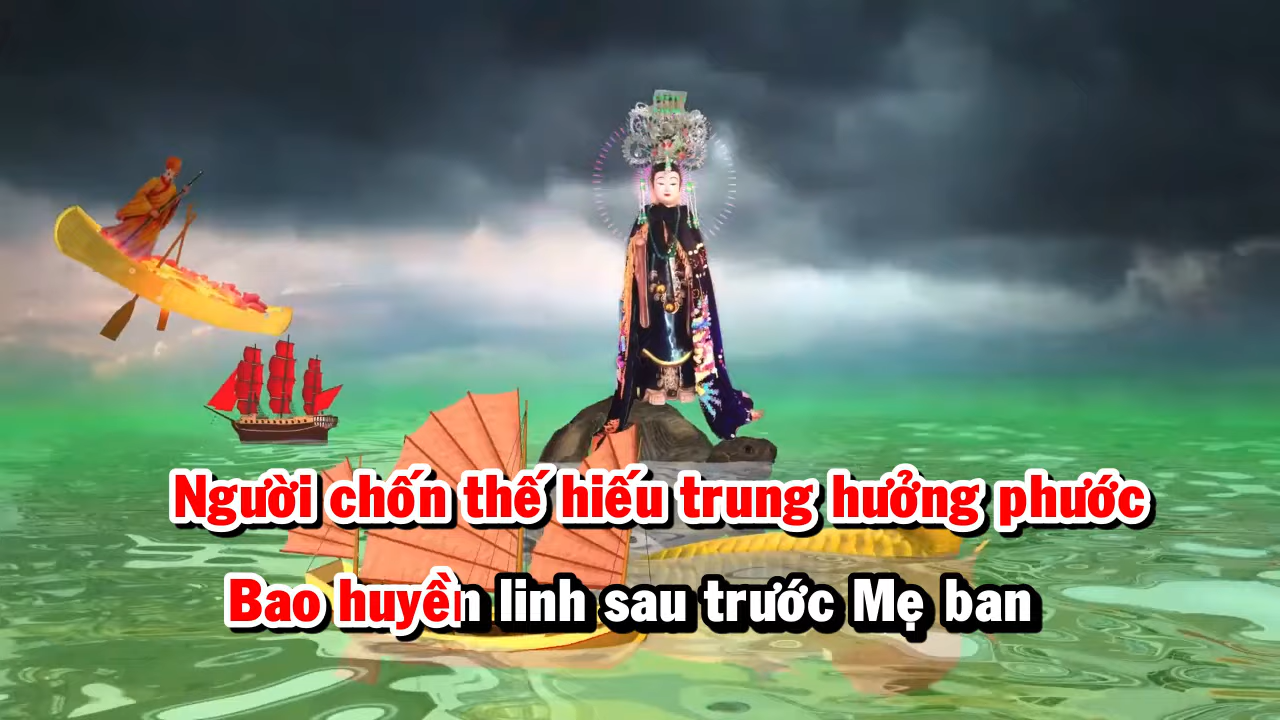 Người chốn thế hiếu trung hưởng phước
Bao huyền linh sau trước Mẹ ban